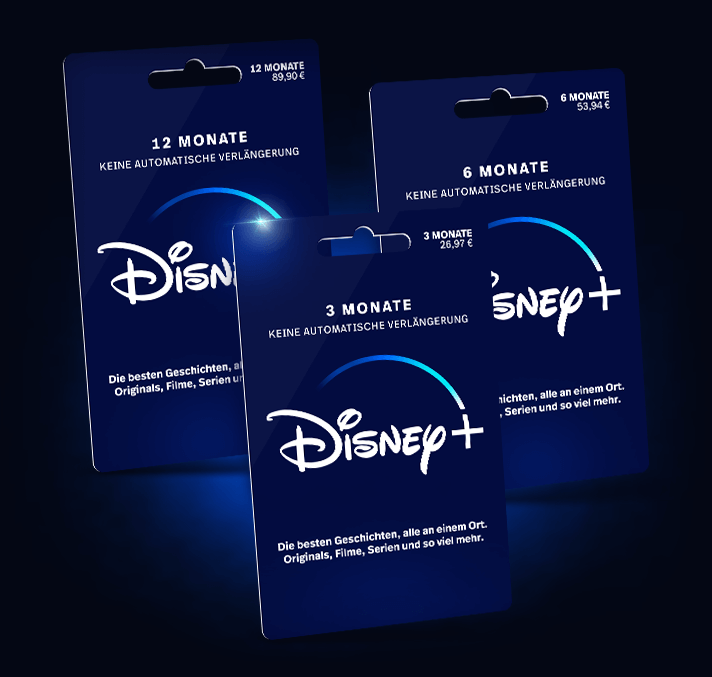 12 MONATE
89,90 €
12 MONATE
KEINE AUTOMATISCHE VERLÄNGERUNG
Die besten Geschichten,
Originals, Filme, Serien
6 MONATE
53,94 €
6 MONATE
KEINE AUTOMATISCHE VERLÄNGERUNG
DISNEY+
alle an einem Ort.
Serien und so viel mehr.
3 MONATE
26,97 €
3 MONATE
KEINE AUTOMATISCHE VERLÄNGERUNG
DISNEY+
Die besten Geschichten, alle an einem Ort.
Originals, Filme, Serien und so viel mehr.